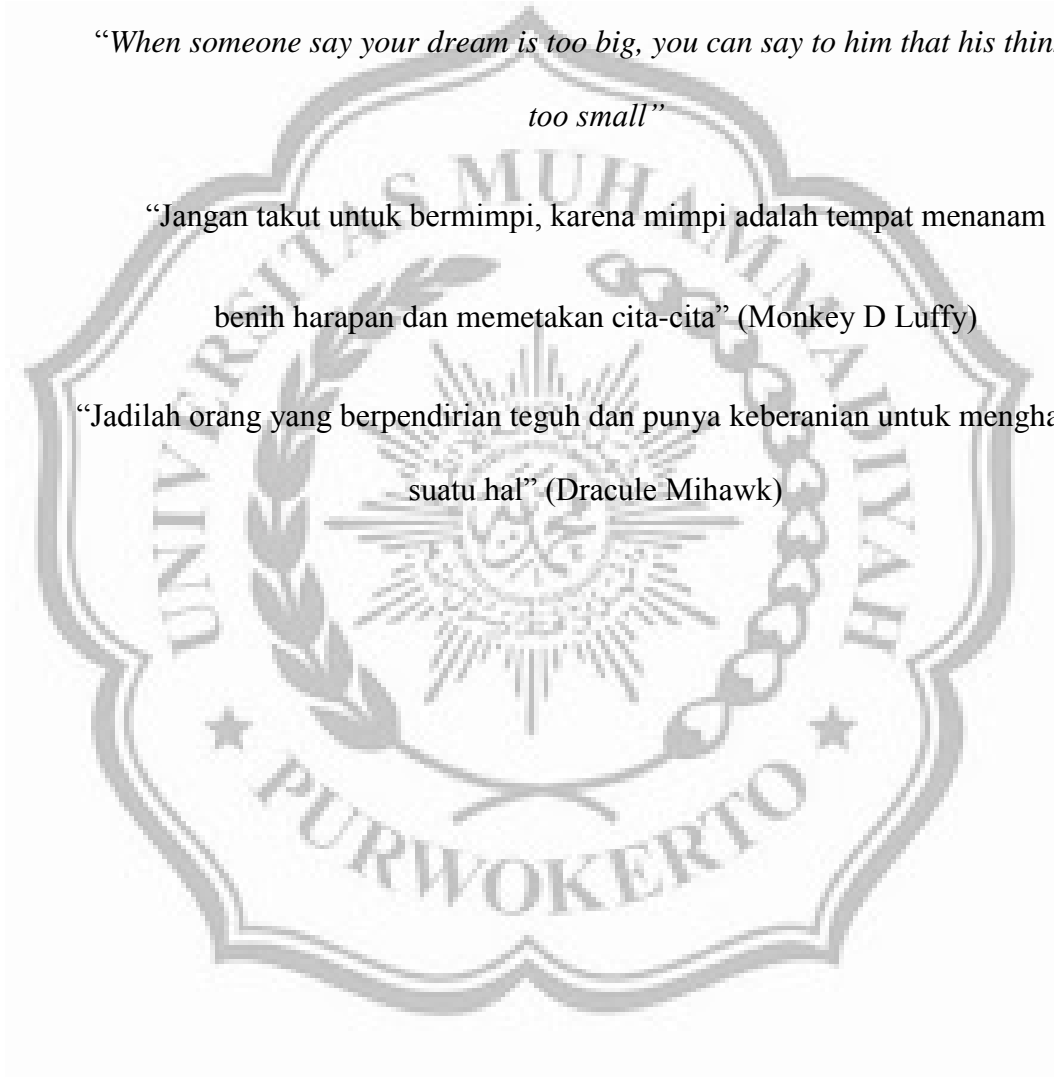 “When someone say your dream is too big, you can say to him that his
too small”
“Jangan takut untuk bermimpi, karena mimpi adalah tempat menanam
benih harapan dan memetakan cita-cita” (Monkey D Luffy)
“Jadilah orang yang berpendirian teguh dan punya keberanian untuk
suatu hal” (Dracule Mihawk)
UNIVERSITAS MUHAMMADIYAH
PURWOKERTO